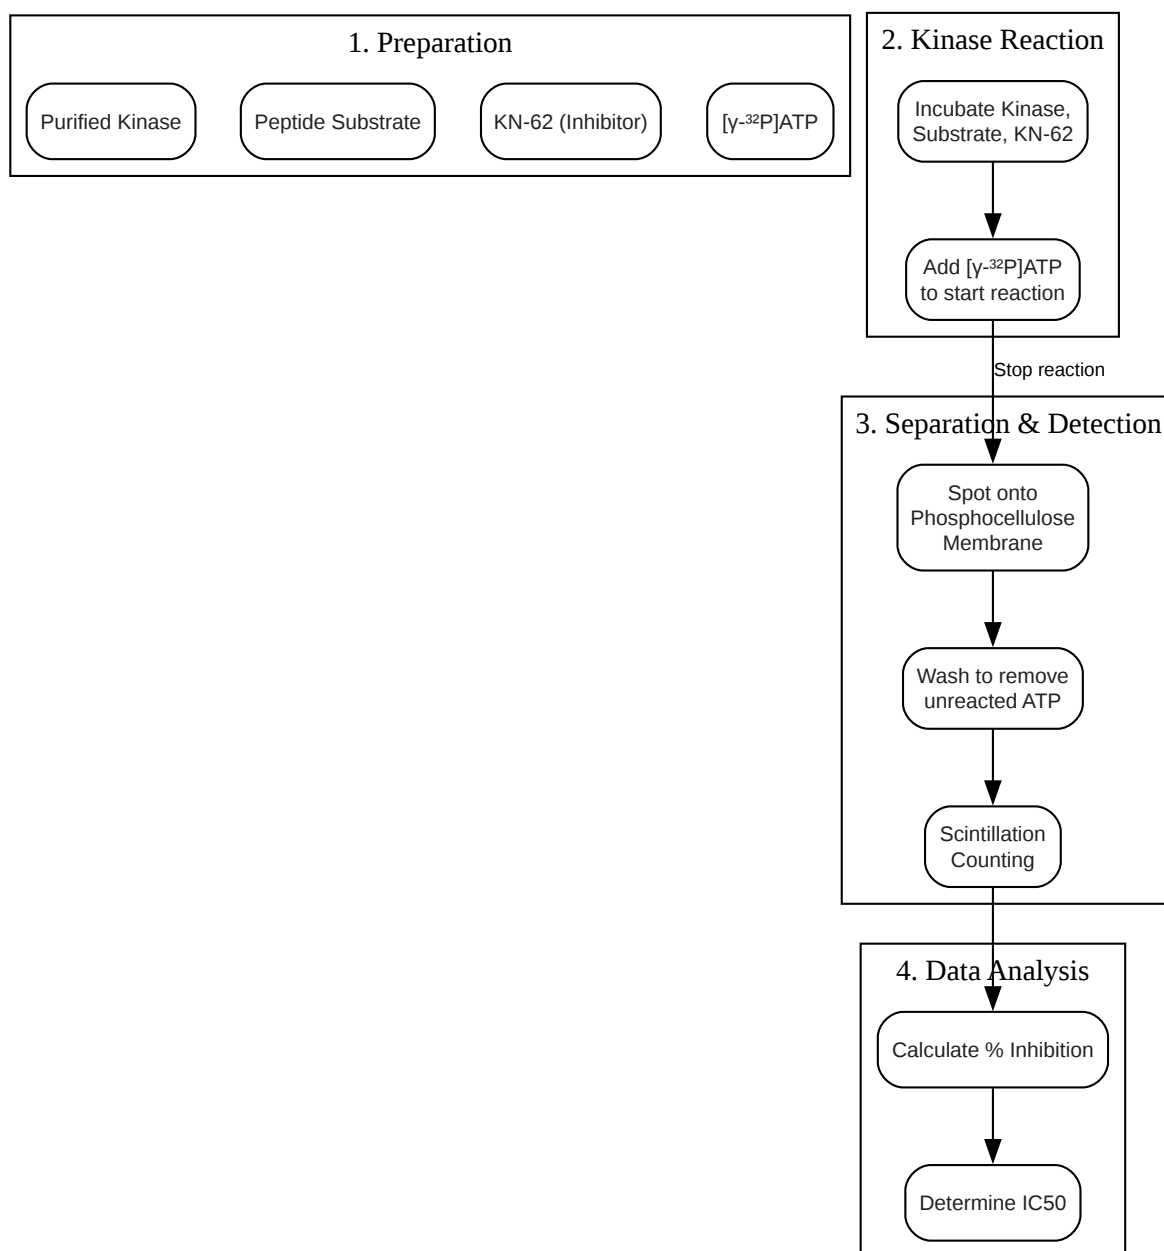 1. Preparation
Purified Kinase
Peptide Substrate
KN-62 (Inhibitor)
[γ-³²P]ATP
2. Kinase Reaction
Incubate Kinase,
Substrate, KN-62
Add [γ-³²P]ATP
to start reaction
Stop reaction
3. Separation & Detection
Spot onto
Phosphocellulose
Membrane
Wash to remove
unreacted ATP
Scintillation
Counting
4. Data Analysis
Calculate % Inhibition
Determine IC50